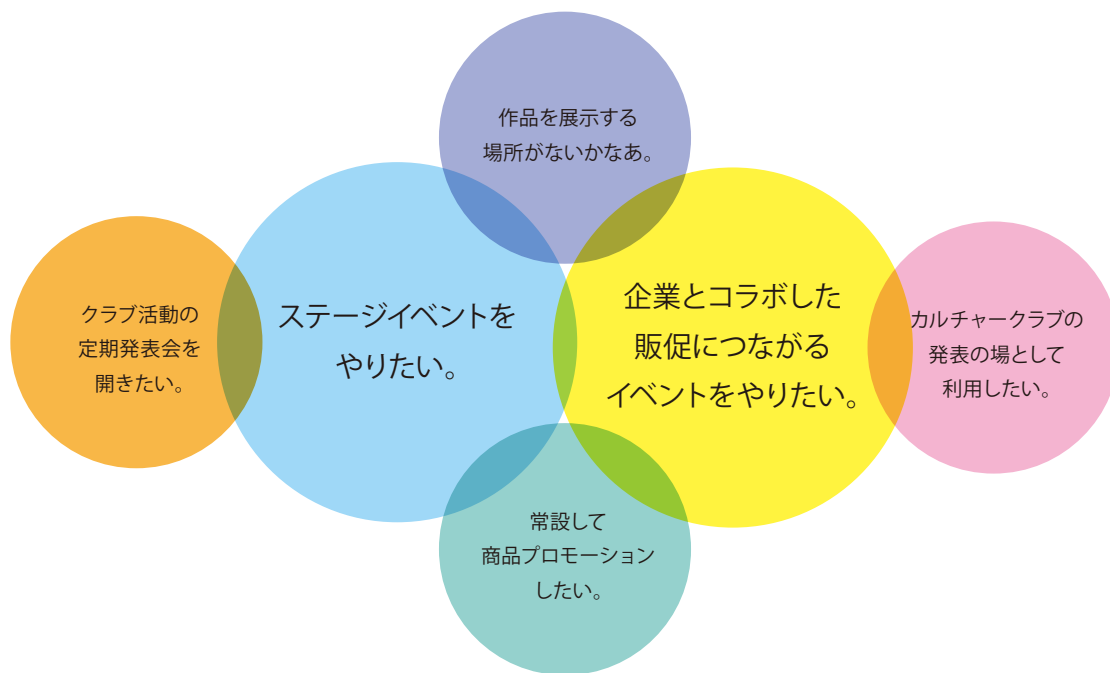 作品を展示する
場所がないかなあ。
クラブ活動の
定期発表会を
開きたい。
ステージイベントを
やりたい。
企業とコラボした
販促につながる
イベントをやりたい。
カルチャークラブの
発表の場として
利用したい。
常設して
商品プロモーション
したい。